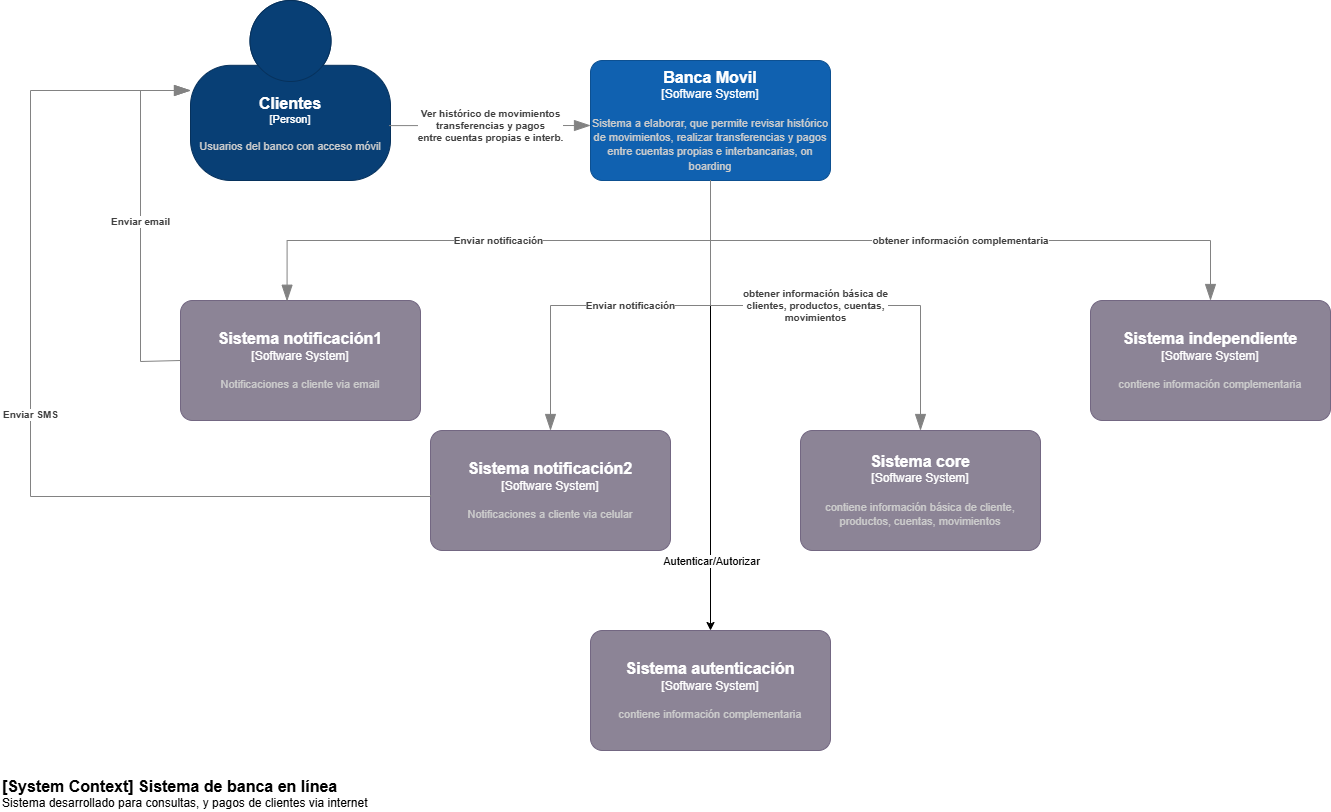 Clientes
[Person]
Usuarios del banco con acceso móvil
Ver histórico de movimientos
transferencias y pagos
entre cuentas propias e interb.
Banca Movil
[Software System]
Sistema a elaborar, que permite revisar histórico
de movimientos, realizar transferencias y pagos
entre cuentas propias e interbancarias, on
boarding
Enviar email
Enviar notificación
obtener información complementaria
Enviar notificación
obtener información básica de
clientes, productos, cuentas,
movimientos
Sistema notificación1
[Software System]
Notificaciones a cliente via email
Sistema independiente
[Software System]
contiene información complementaria
Enviar SMS
Sistema notificación2
[Software System]
Notificaciones a cliente via celular
Sistema core
[Software System]
contiene información básica de cliente,
productos, cuentas, movimientos
Autenticar/Autorizar
Sistema autenticación
[Software System]
contiene información complementaria
[System Context] Sistema de banca en línea
Sistema desarrollado para consultas, y pagos de clientes via internet